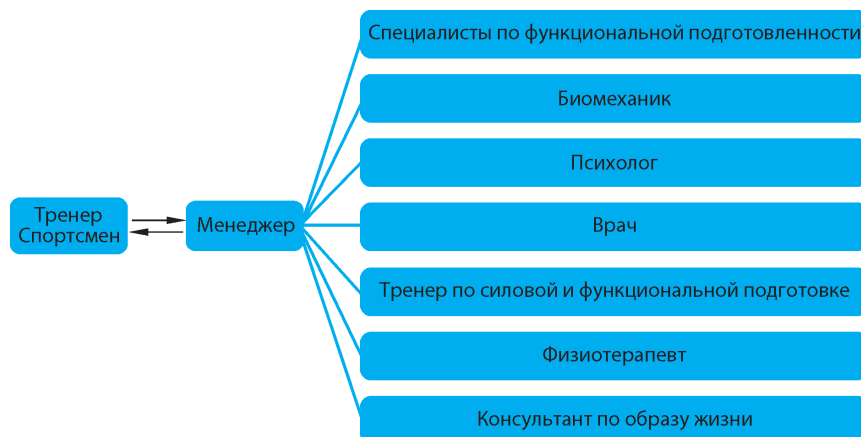 Специалисты по функциональной подготовленности
Биомеханик
Психолог
Тренер
Спортсмен
Менеджер
Врач
Тренер по силовой и функциональной подготовке
Физиотерапевт
Консультант по образу жизни